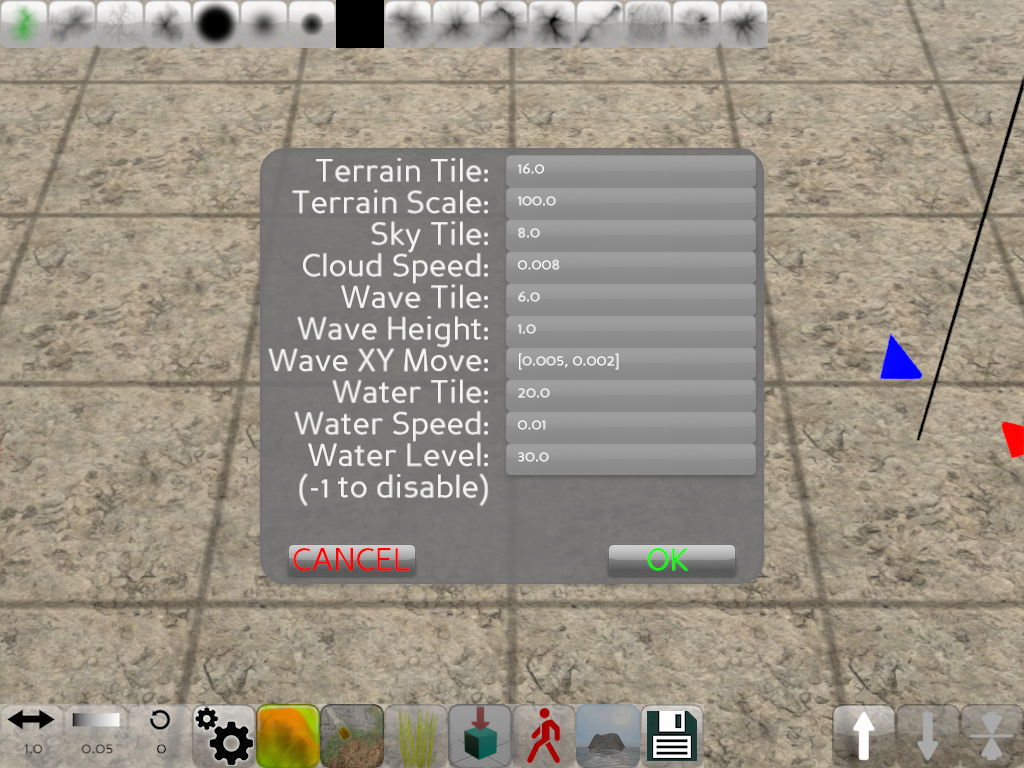 Terrain Tile: 16.0
Terrain Scale: 100.0
Sky Tile: 8.0
Cloud Speed: 0.008
Wave Tile: 6.0
Wave Height: 1.0
Wave XY Move: [0.005, 0.002]
Water Tile: 20.0
Water Speed: 0.01
Water Level: 30.0
(-1 to disable)
CANCEL OK
1.0 0.05 0